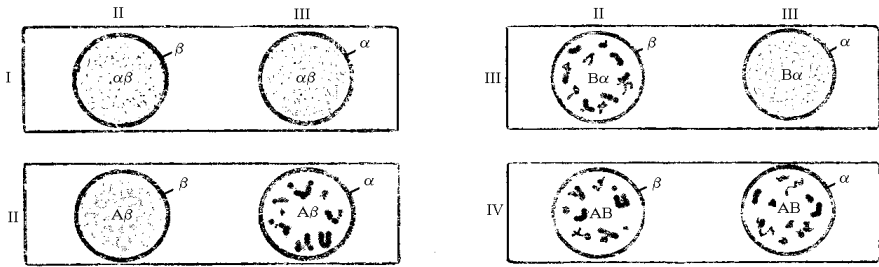 II III
I αβ β αβ α
II Aβ β Aβ α
II III
III Bα β Bα α
IV AB β AB α